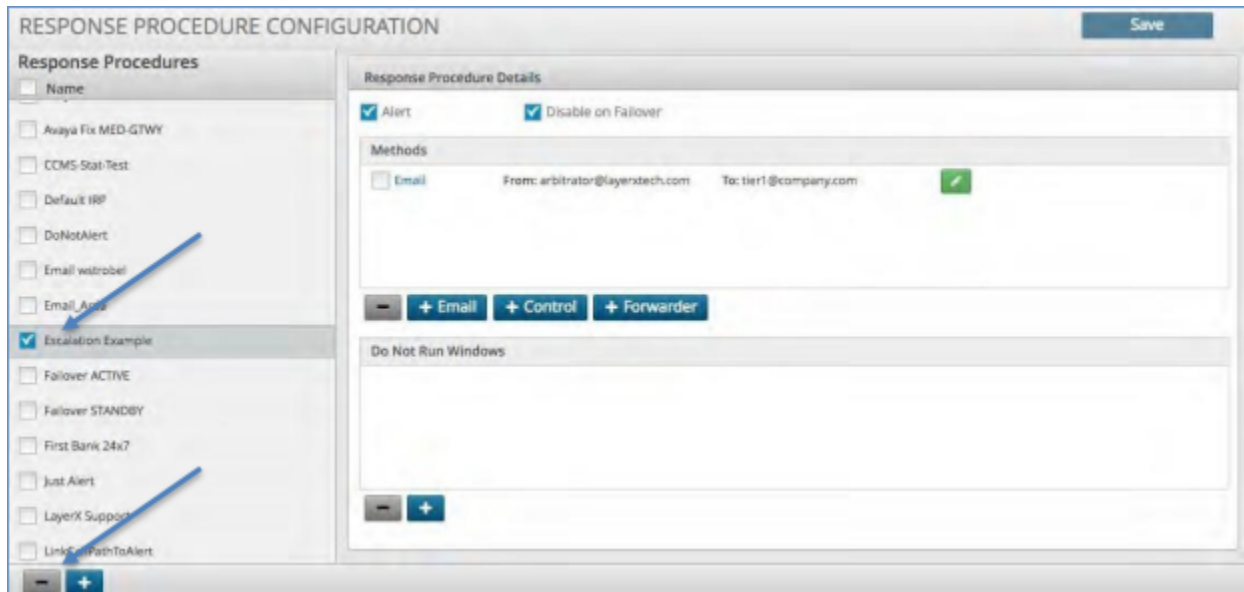 RESPONSE PROCEDURE CONFIGURATION
Save
Response Procedures
Name
Avaya Fix MED-GTWY
CCMS-Stat-Test
Default IRP
DoNotAlert
Email wstrobel
Escalation Example
Failover ACTIVE
Failover STANDBY
First Bank 24x7
Just Alert
LayerX Support
Response Procedure Details
Alert
Disable on Failover
Methods
Email From: arbitrator@layerxtech.com To: tier1@company.com
− + Email + Control + Forwarder
Do Not Run Windows
− +
− +